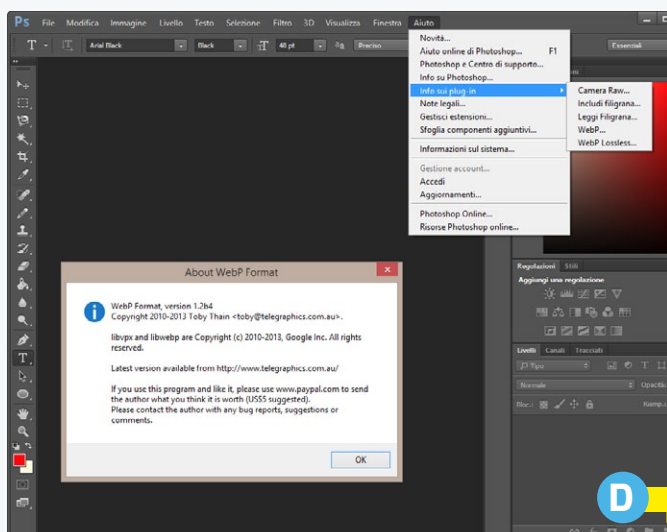 Ps File Modifica Immagine Livello Testo Selezione Filtro 3D Visualizza Finestra Aiuto
T Arial Black Black 48 pt Preciso Essenziali
Novità...
Aiuto online di Photoshop... F1
Photoshop e Centro di supporto...
Info su Photoshop...
Info sui plug-in
Note legali...
Gestisci estensioni...
Sfoglia componenti aggiuntivi...
Informazioni sul sistema...
Gestione account...
Accedi
Aggiornamenti...
Photoshop Online...
Risorse Photoshop online...
Camera Raw...
Includi filigrana...
Leggi Filigrana...
WebP...
WebP Lossless...
About WebP Format
WebP Format, version 1.2b4
Copyright 2010-2013 Toby Thain <toby@telegraphics.com.au>.
libvpx and libwebp are Copyright (c) 2010-2013, Google Inc. All rights
reserved.
Latest version available from http://www.telegraphics.com.au/
If you use this program and like it, please use www.paypal.com to send
the author what you think it is worth (US$5 suggested).
Please contact the author with any bug reports, suggestions or
comments.
OK
Regolazioni Stili
Aggiungi una regolazione
Livelli Canali Tracciati
Tipo
Normale
D